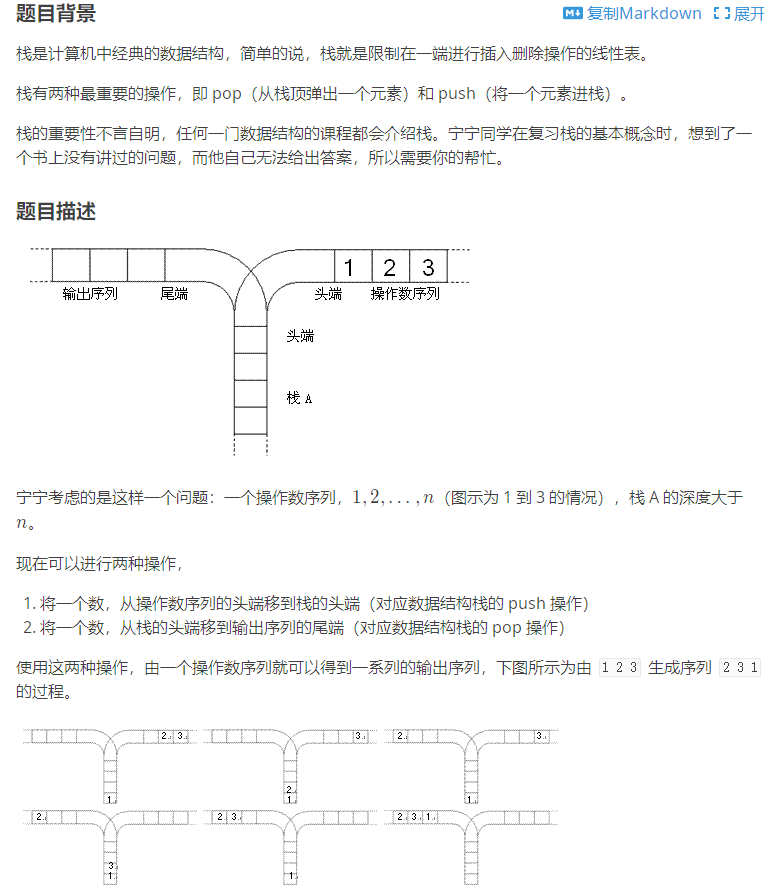 题目背景
复制Markdown 展开
栈是计算机中经典的数据结构，简单的说，栈就是限制在一端进行插入删除操作的线性表。
栈有两种最重要的操作，即 pop（从栈顶弹出一个元素）和 push（将一个元素进栈）。
栈的重要性不言自明，任何一门数据结构的课程都会介绍栈。宁宁同学在复习栈的基本概念时，想到了一
个书上没有讲过的问题，而他自己无法给出答案，所以需要你的帮忙。
题目描述
1 2 3
输出序列 尾端 头端 操作数序列
头端
栈 A
宁宁考虑的是这样一个问题：一个操作数序列，1,2,…,n（图示为 1 到 3 的情况），栈 A 的深度大于
n。
现在可以进行两种操作，
1. 将一个数，从操作数序列的头端移到栈的头端（对应数据结构栈的 push 操作）
2. 将一个数，从栈的头端移到输出序列的尾端（对应数据结构栈的 pop 操作）
使用这两种操作，由一个操作数序列就可以得到一系列的输出序列，下图所示为由 1 2 3 生成序列 2 3 1
的过程。
2 3 3 2 3
2
1 1 1
2 2 3 2 3 1
3
1 1